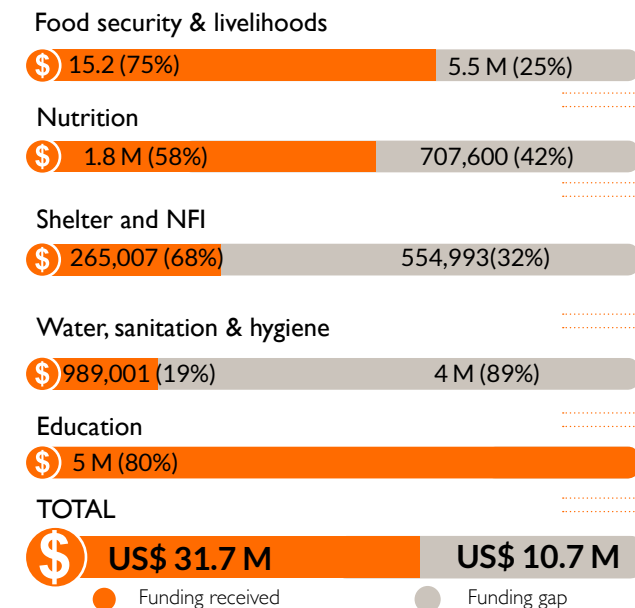 Food security & livelihoods
$ 15.2 (75%) 5.5 M (25%)
Nutrition
$ 1.8 M (58%) 707,600 (42%)
Shelter and NFI
$ 265,007 (68%) 554,993(32%)
Water, sanitation & hygiene
$ 989,001 (19%) 4 M (89%)
Education
$ 5 M (80%)
TOTAL
$ US$ 31.7 M US$ 10.7 M
Funding received Funding gap